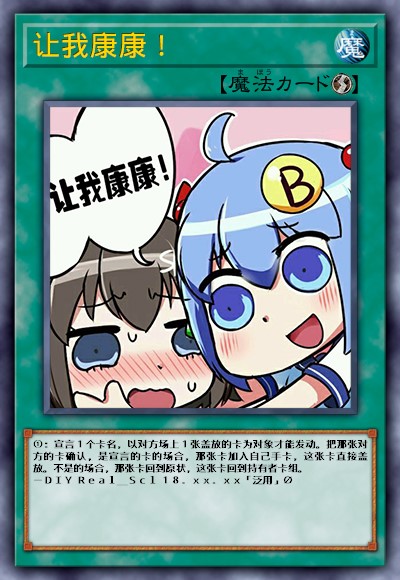 让我康康！
魔
【魔法カード】
まほう
让我康康!
B
①：宣言１个卡名，以对方场上１张盖放的卡为对象才能发动。把那张对
方的卡确认，是宣言的卡的场合，那张卡加入自己手卡，这张卡直接盖
放。不是的场合，那张卡回到原状，这张卡回到持有者卡组。
－DIY Real＿Scl 18．xx．xx「泛用」∅